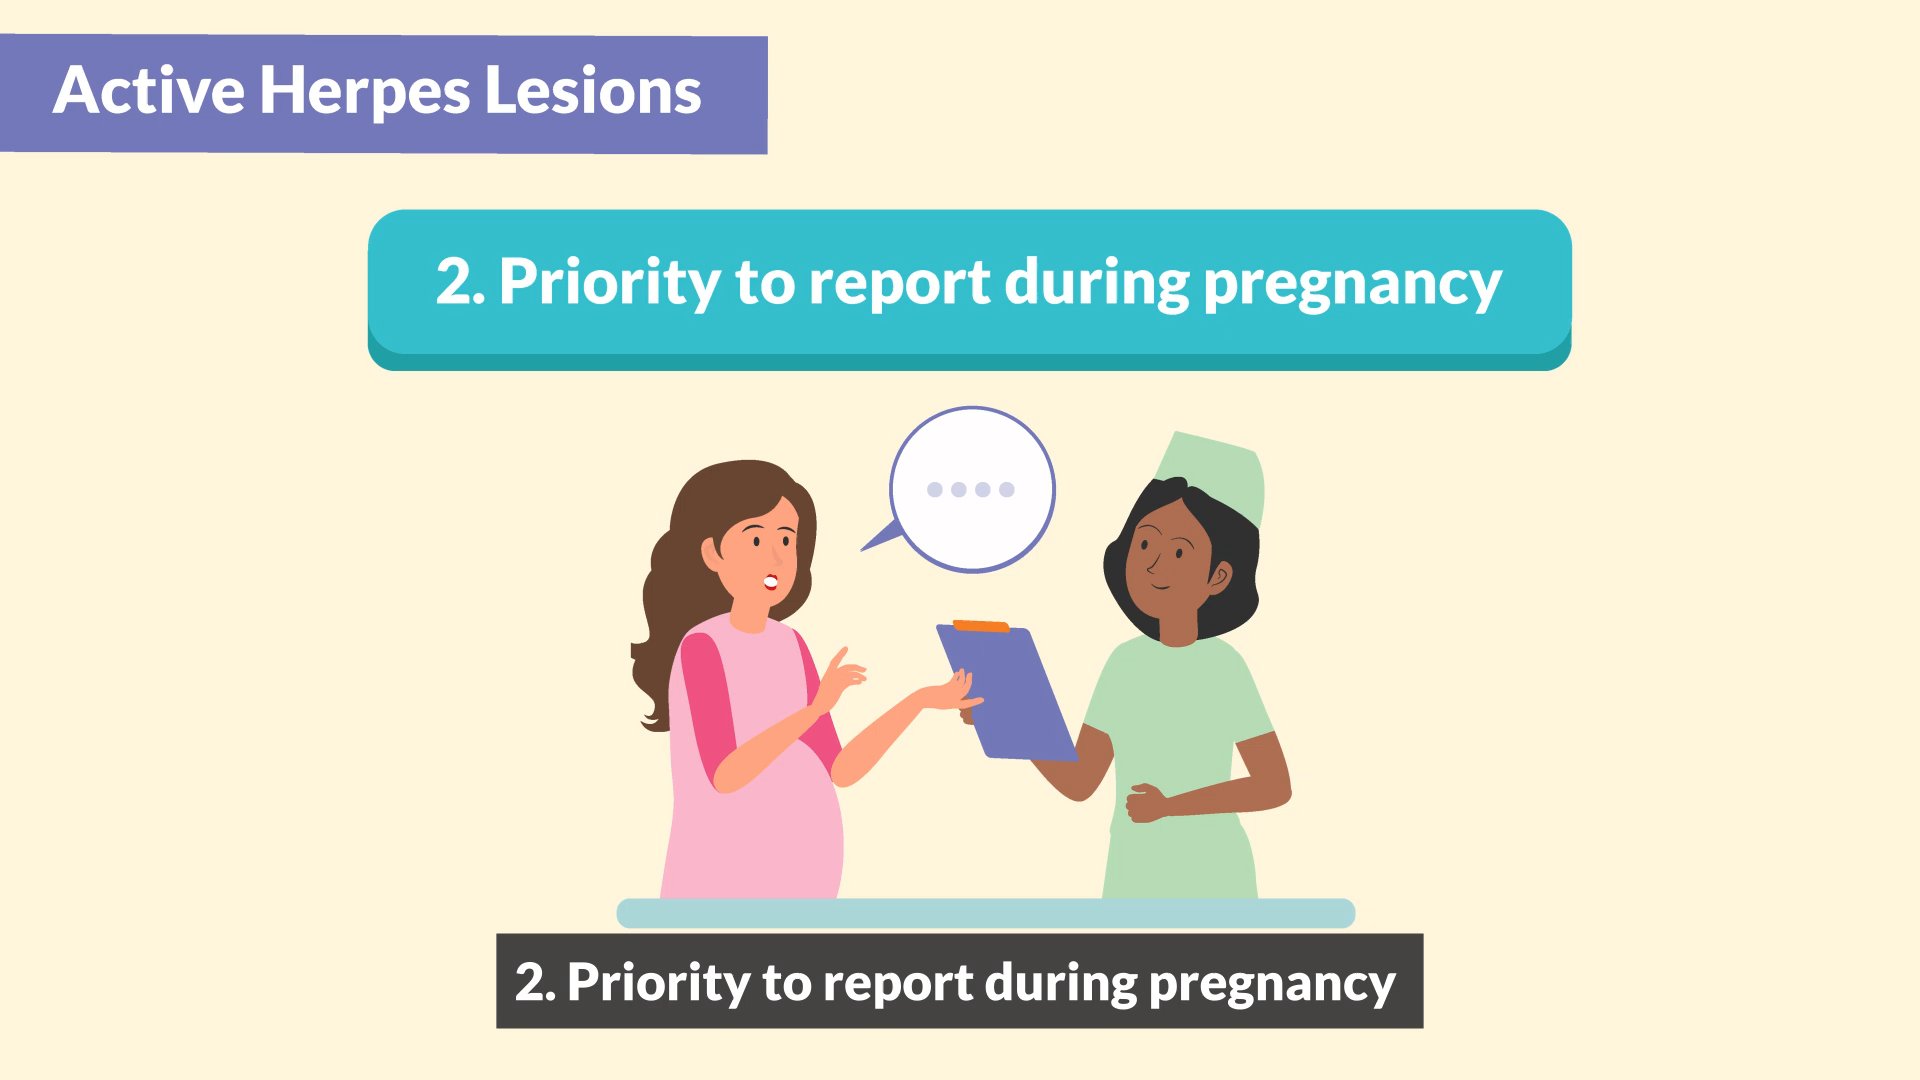 Active Herpes Lesions
2. Priority to report during pregnancy
2. Priority to report during pregnancy